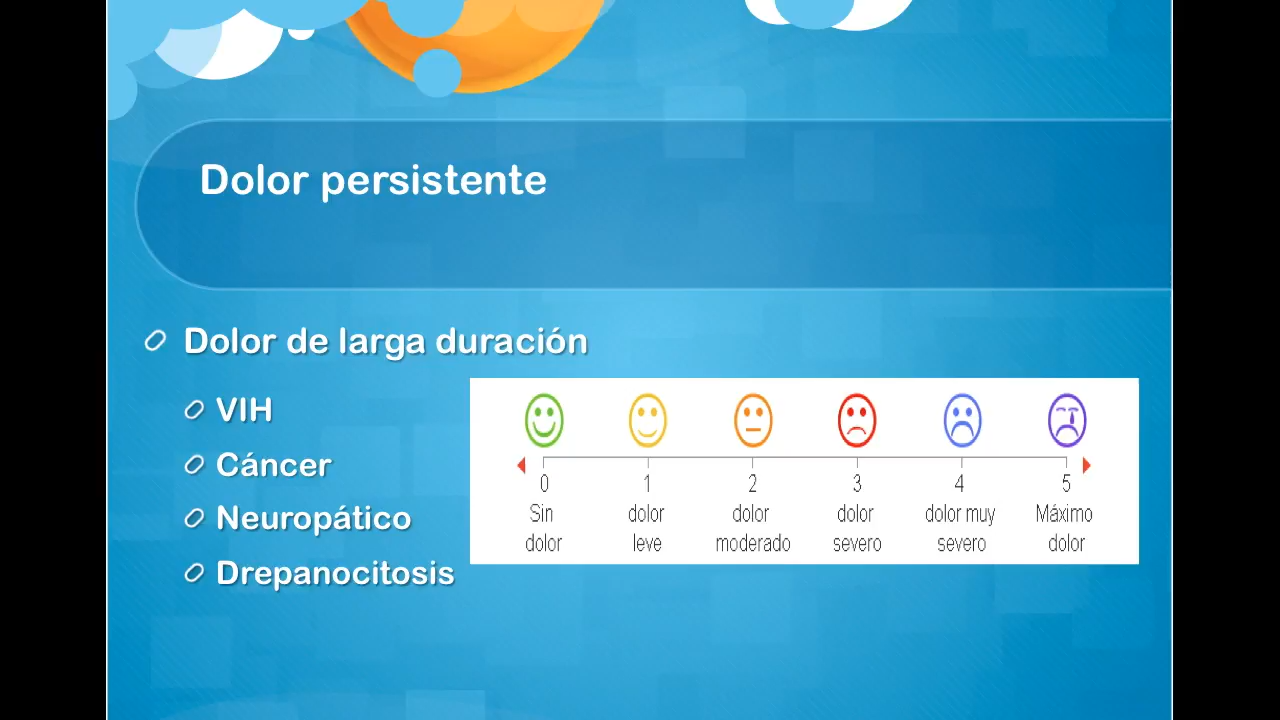 Dolor persistente
Dolor de larga duración
VIH
Cáncer
Neuropático
Drepanocitosis
0 1 2 3 4 5
Sin dolor dolor dolor dolor muy Máximo
dolor leve moderado severo severo dolor